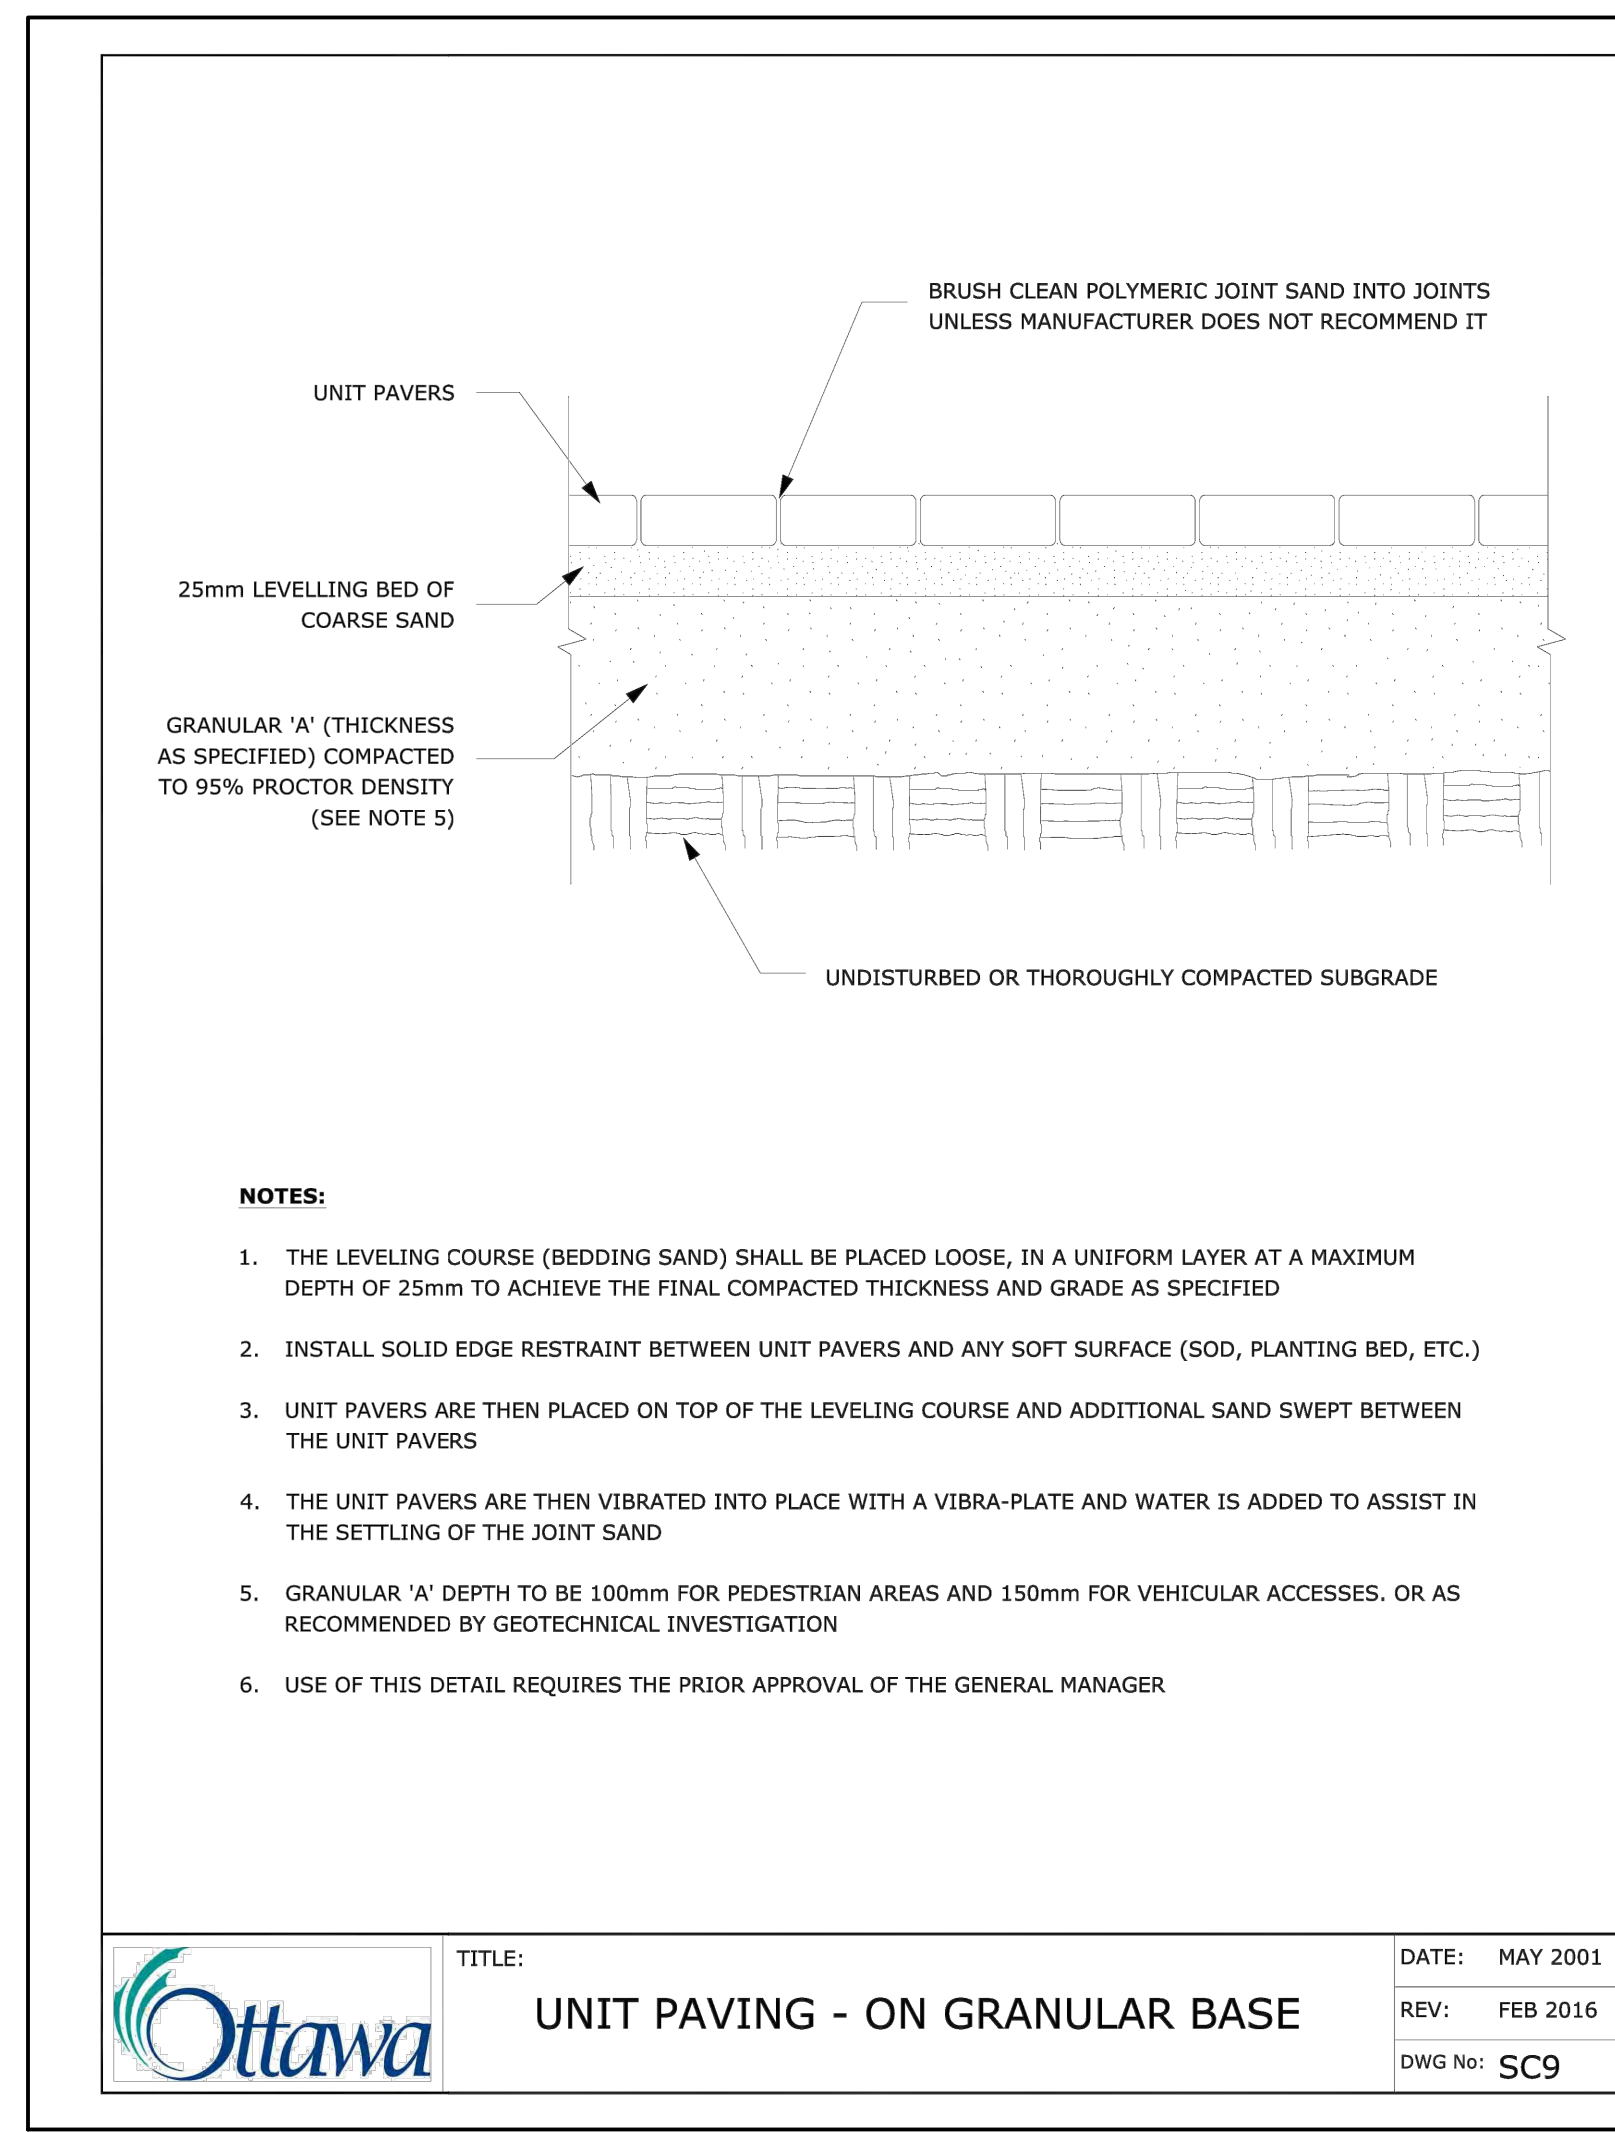 BRUSH CLEAN POLYMERIC JOINT SAND INTO JOINTS
UNLESS MANUFACTURER DOES NOT RECOMMEND IT
UNIT PAVERS
25mm LEVELLING BED OF
COARSE SAND
GRANULAR 'A' (THICKNESS
AS SPECIFIED) COMPACTED
TO 95% PROCTOR DENSITY
(SEE NOTE 5)
UNDISTURBED OR THOROUGHLY COMPACTED SUBGRADE
NOTES:
1. THE LEVELING COURSE (BEDDING SAND) SHALL BE PLACED LOOSE, IN A UNIFORM LAYER AT A MAXIMUM
DEPTH OF 25mm TO ACHIEVE THE FINAL COMPACTED THICKNESS AND GRADE AS SPECIFIED
2. INSTALL SOLID EDGE RESTRAINT BETWEEN UNIT PAVERS AND ANY SOFT SURFACE (SOD, PLANTING BED, ETC.)
3. UNIT PAVERS ARE THEN PLACED ON TOP OF THE LEVELING COURSE AND ADDITIONAL SAND SWEPT BETWEEN
THE UNIT PAVERS
4. THE UNIT PAVERS ARE THEN VIBRATED INTO PLACE WITH A VIBRA-PLATE AND WATER IS ADDED TO ASSIST IN
THE SETTLING OF THE JOINT SAND
5. GRANULAR 'A' DEPTH TO BE 100mm FOR PEDESTRIAN AREAS AND 150mm FOR VEHICULAR ACCESSES. OR AS
RECOMMENDED BY GEOTECHNICAL INVESTIGATION
6. USE OF THIS DETAIL REQUIRES THE PRIOR APPROVAL OF THE GENERAL MANAGER
Ottawa
TITLE:
UNIT PAVING - ON GRANULAR BASE
DATE: MAY 2001
REV: FEB 2016
DWG No: SC9